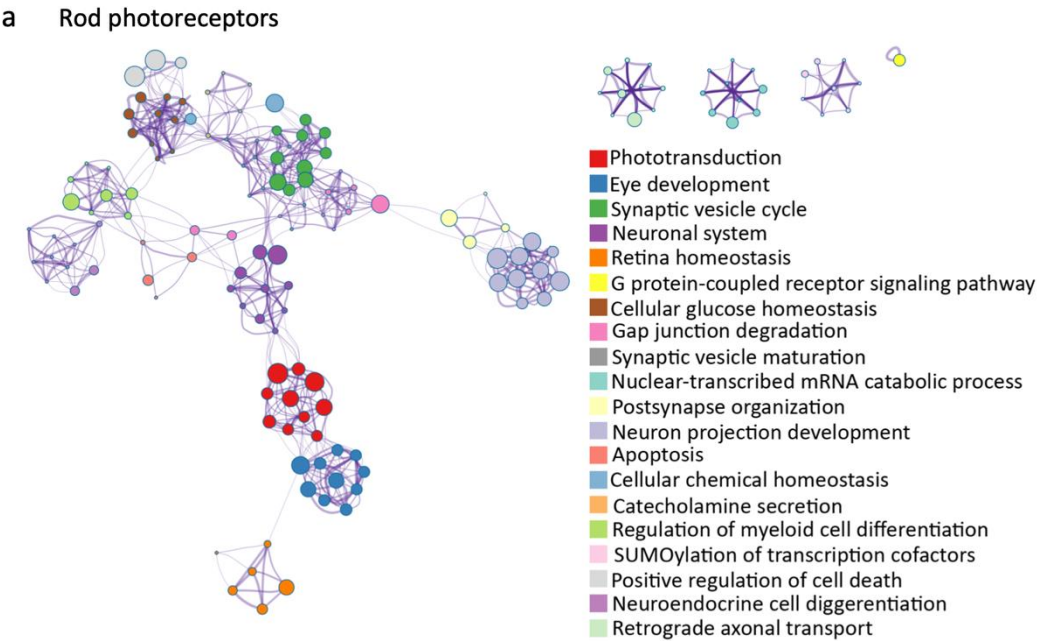 a Rod photoreceptors
Phototransduction
Eye development
Synaptic vesicle cycle
Neuronal system
Retina homeostasis
G protein-coupled receptor signaling pathway
Cellular glucose homeostasis
Gap junction degradation
Synaptic vesicle maturation
Nuclear-transcribed mRNA catabolic process
Postsynapse organization
Neuron projection development
Apoptosis
Cellular chemical homeostasis
Catecholamine secretion
Regulation of myeloid cell differentiation
SUMOylation of transcription cofactors
Positive regulation of cell death
Neuroendocrine cell diggerentiation
Retrograde axonal transport